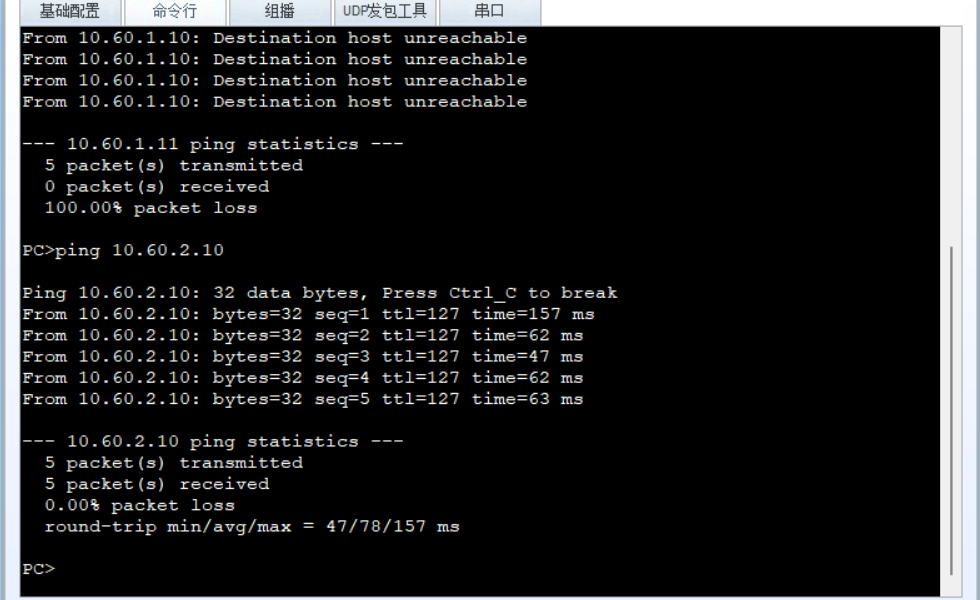 基础配置 命令行 组播 UDP发包工具 串口
From 10.60.1.10: Destination host unreachable
From 10.60.1.10: Destination host unreachable
From 10.60.1.10: Destination host unreachable
From 10.60.1.10: Destination host unreachable
--- 10.60.1.11 ping statistics ---
5 packet(s) transmitted
0 packet(s) received
100.00% packet loss
PC>ping 10.60.2.10
Ping 10.60.2.10: 32 data bytes, Press Ctrl_C to break
From 10.60.2.10: bytes=32 seq=1 ttl=127 time=157 ms
From 10.60.2.10: bytes=32 seq=2 ttl=127 time=62 ms
From 10.60.2.10: bytes=32 seq=3 ttl=127 time=47 ms
From 10.60.2.10: bytes=32 seq=4 ttl=127 time=62 ms
From 10.60.2.10: bytes=32 seq=5 ttl=127 time=63 ms
--- 10.60.2.10 ping statistics ---
5 packet(s) transmitted
5 packet(s) received
0.00% packet loss
round-trip min/avg/max = 47/78/157 ms
PC>